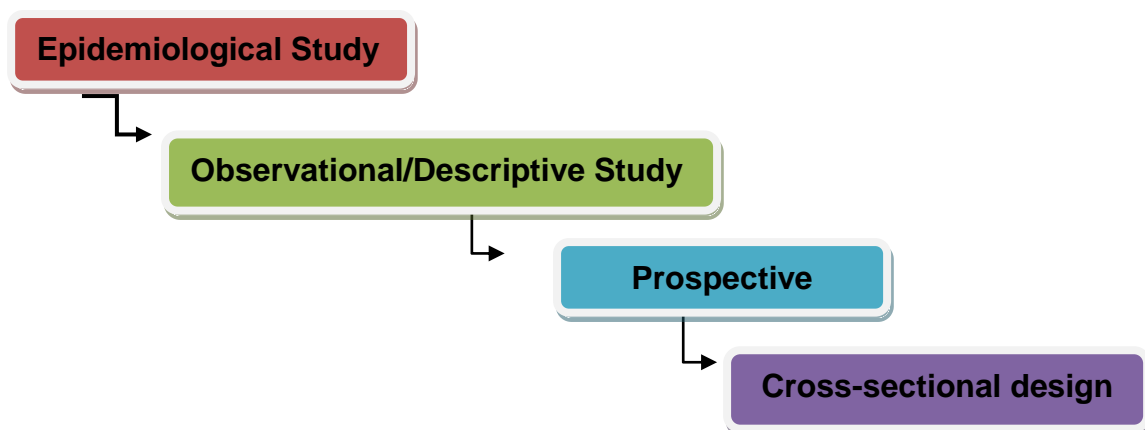 Epidemiological Study
Observational/Descriptive Study
Prospective
Cross-sectional design